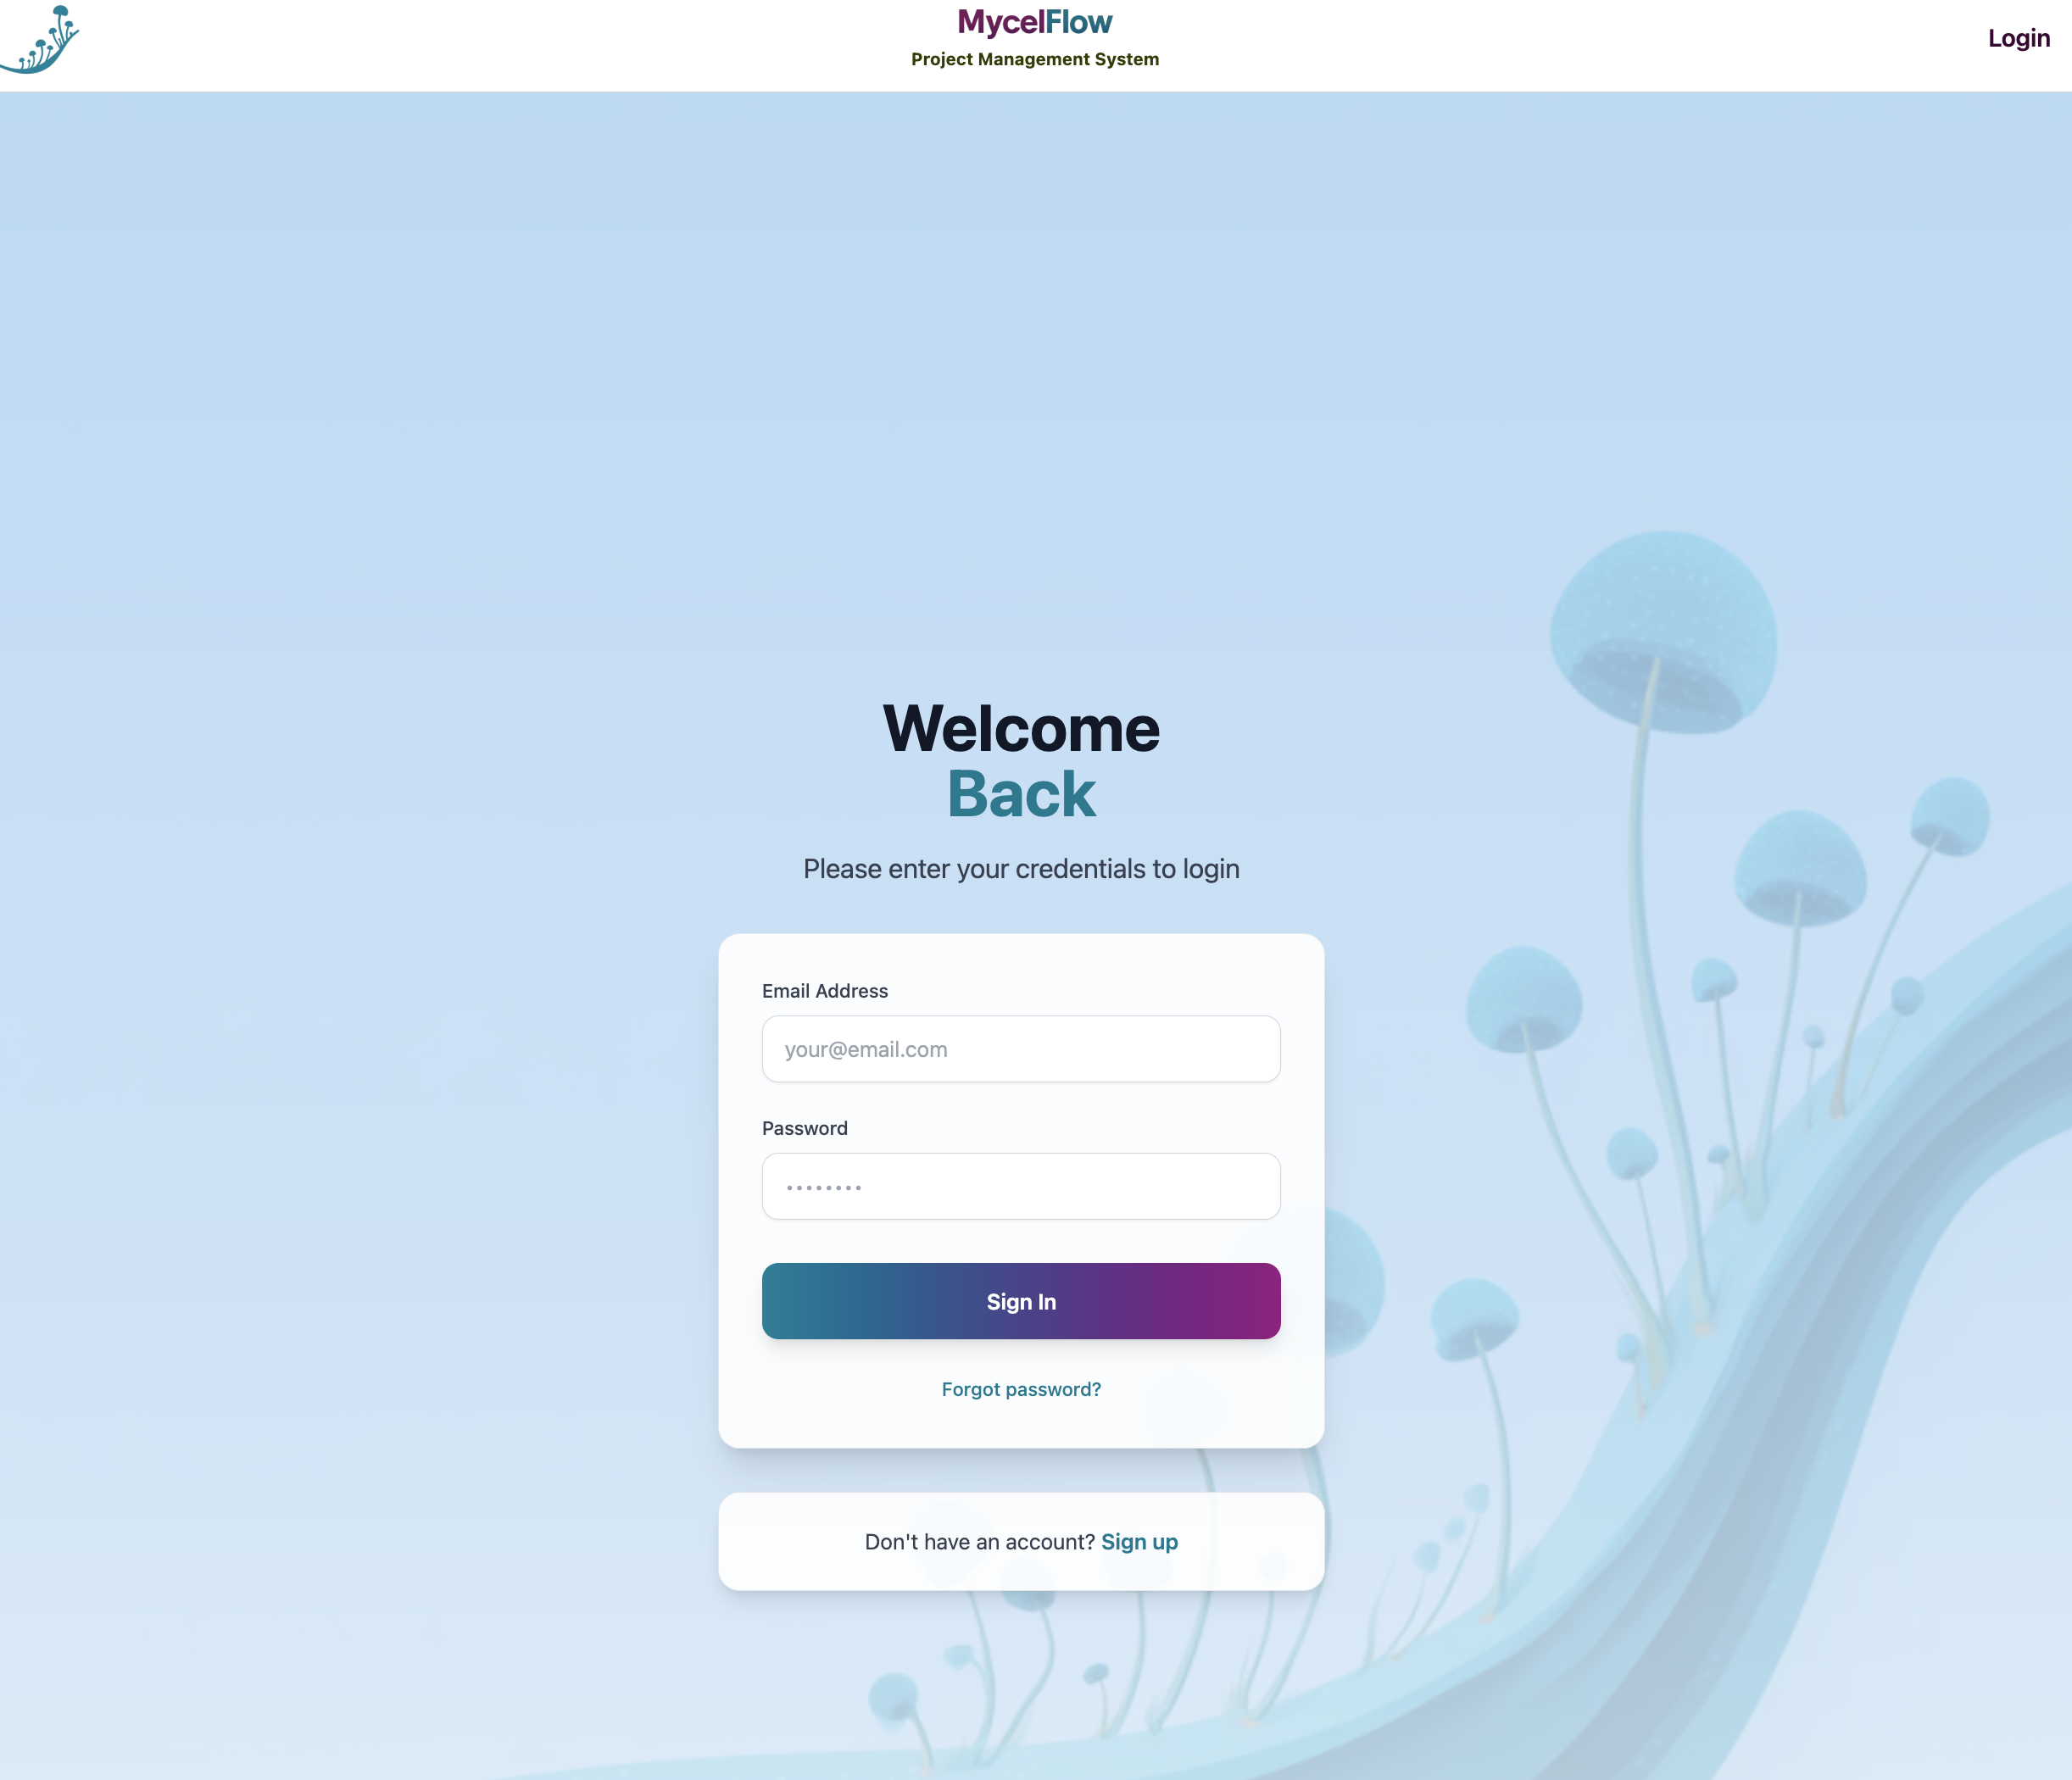 MycelFlow
Project Management System
Login
Welcome
Back
Please enter your credentials to login
Email Address
your@email.com
Password
••••••••
Sign In
Forgot password?
Don't have an account? Sign up